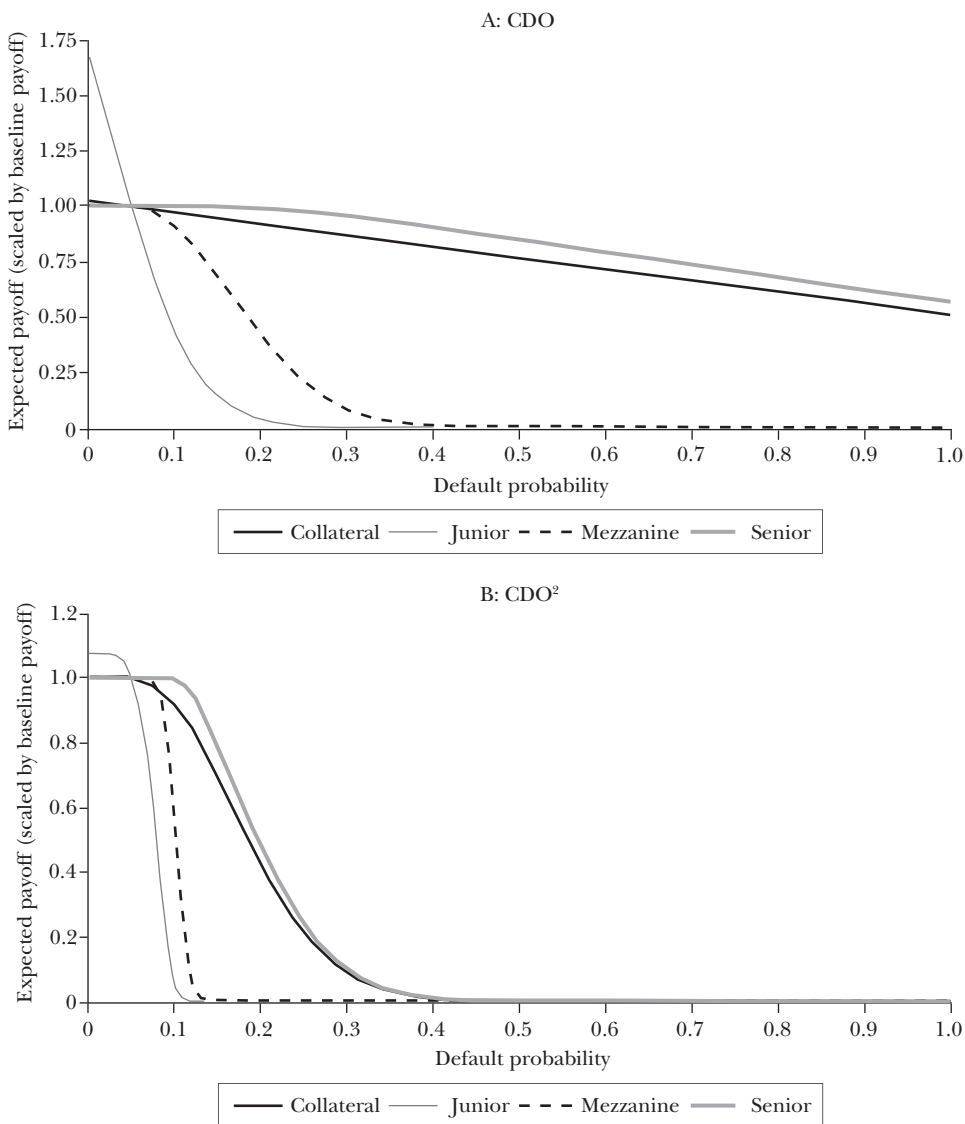 A: CDO
Expected payoff (scaled by baseline payoff)
1.75
1.50
1.25
1.00
0.75
0.50
0.25
0
0 0.1 0.2 0.3 0.4 0.5 0.6 0.7 0.8 0.9 1.0
Default probability
Collateral Junior Mezzanine Senior
B: CDO²
Expected payoff (scaled by baseline payoff)
1.2
1.0
0.8
0.6
0.4
0.2
0
0 0.1 0.2 0.3 0.4 0.5 0.6 0.7 0.8 0.9 1.0
Default probability
Collateral Junior Mezzanine Senior